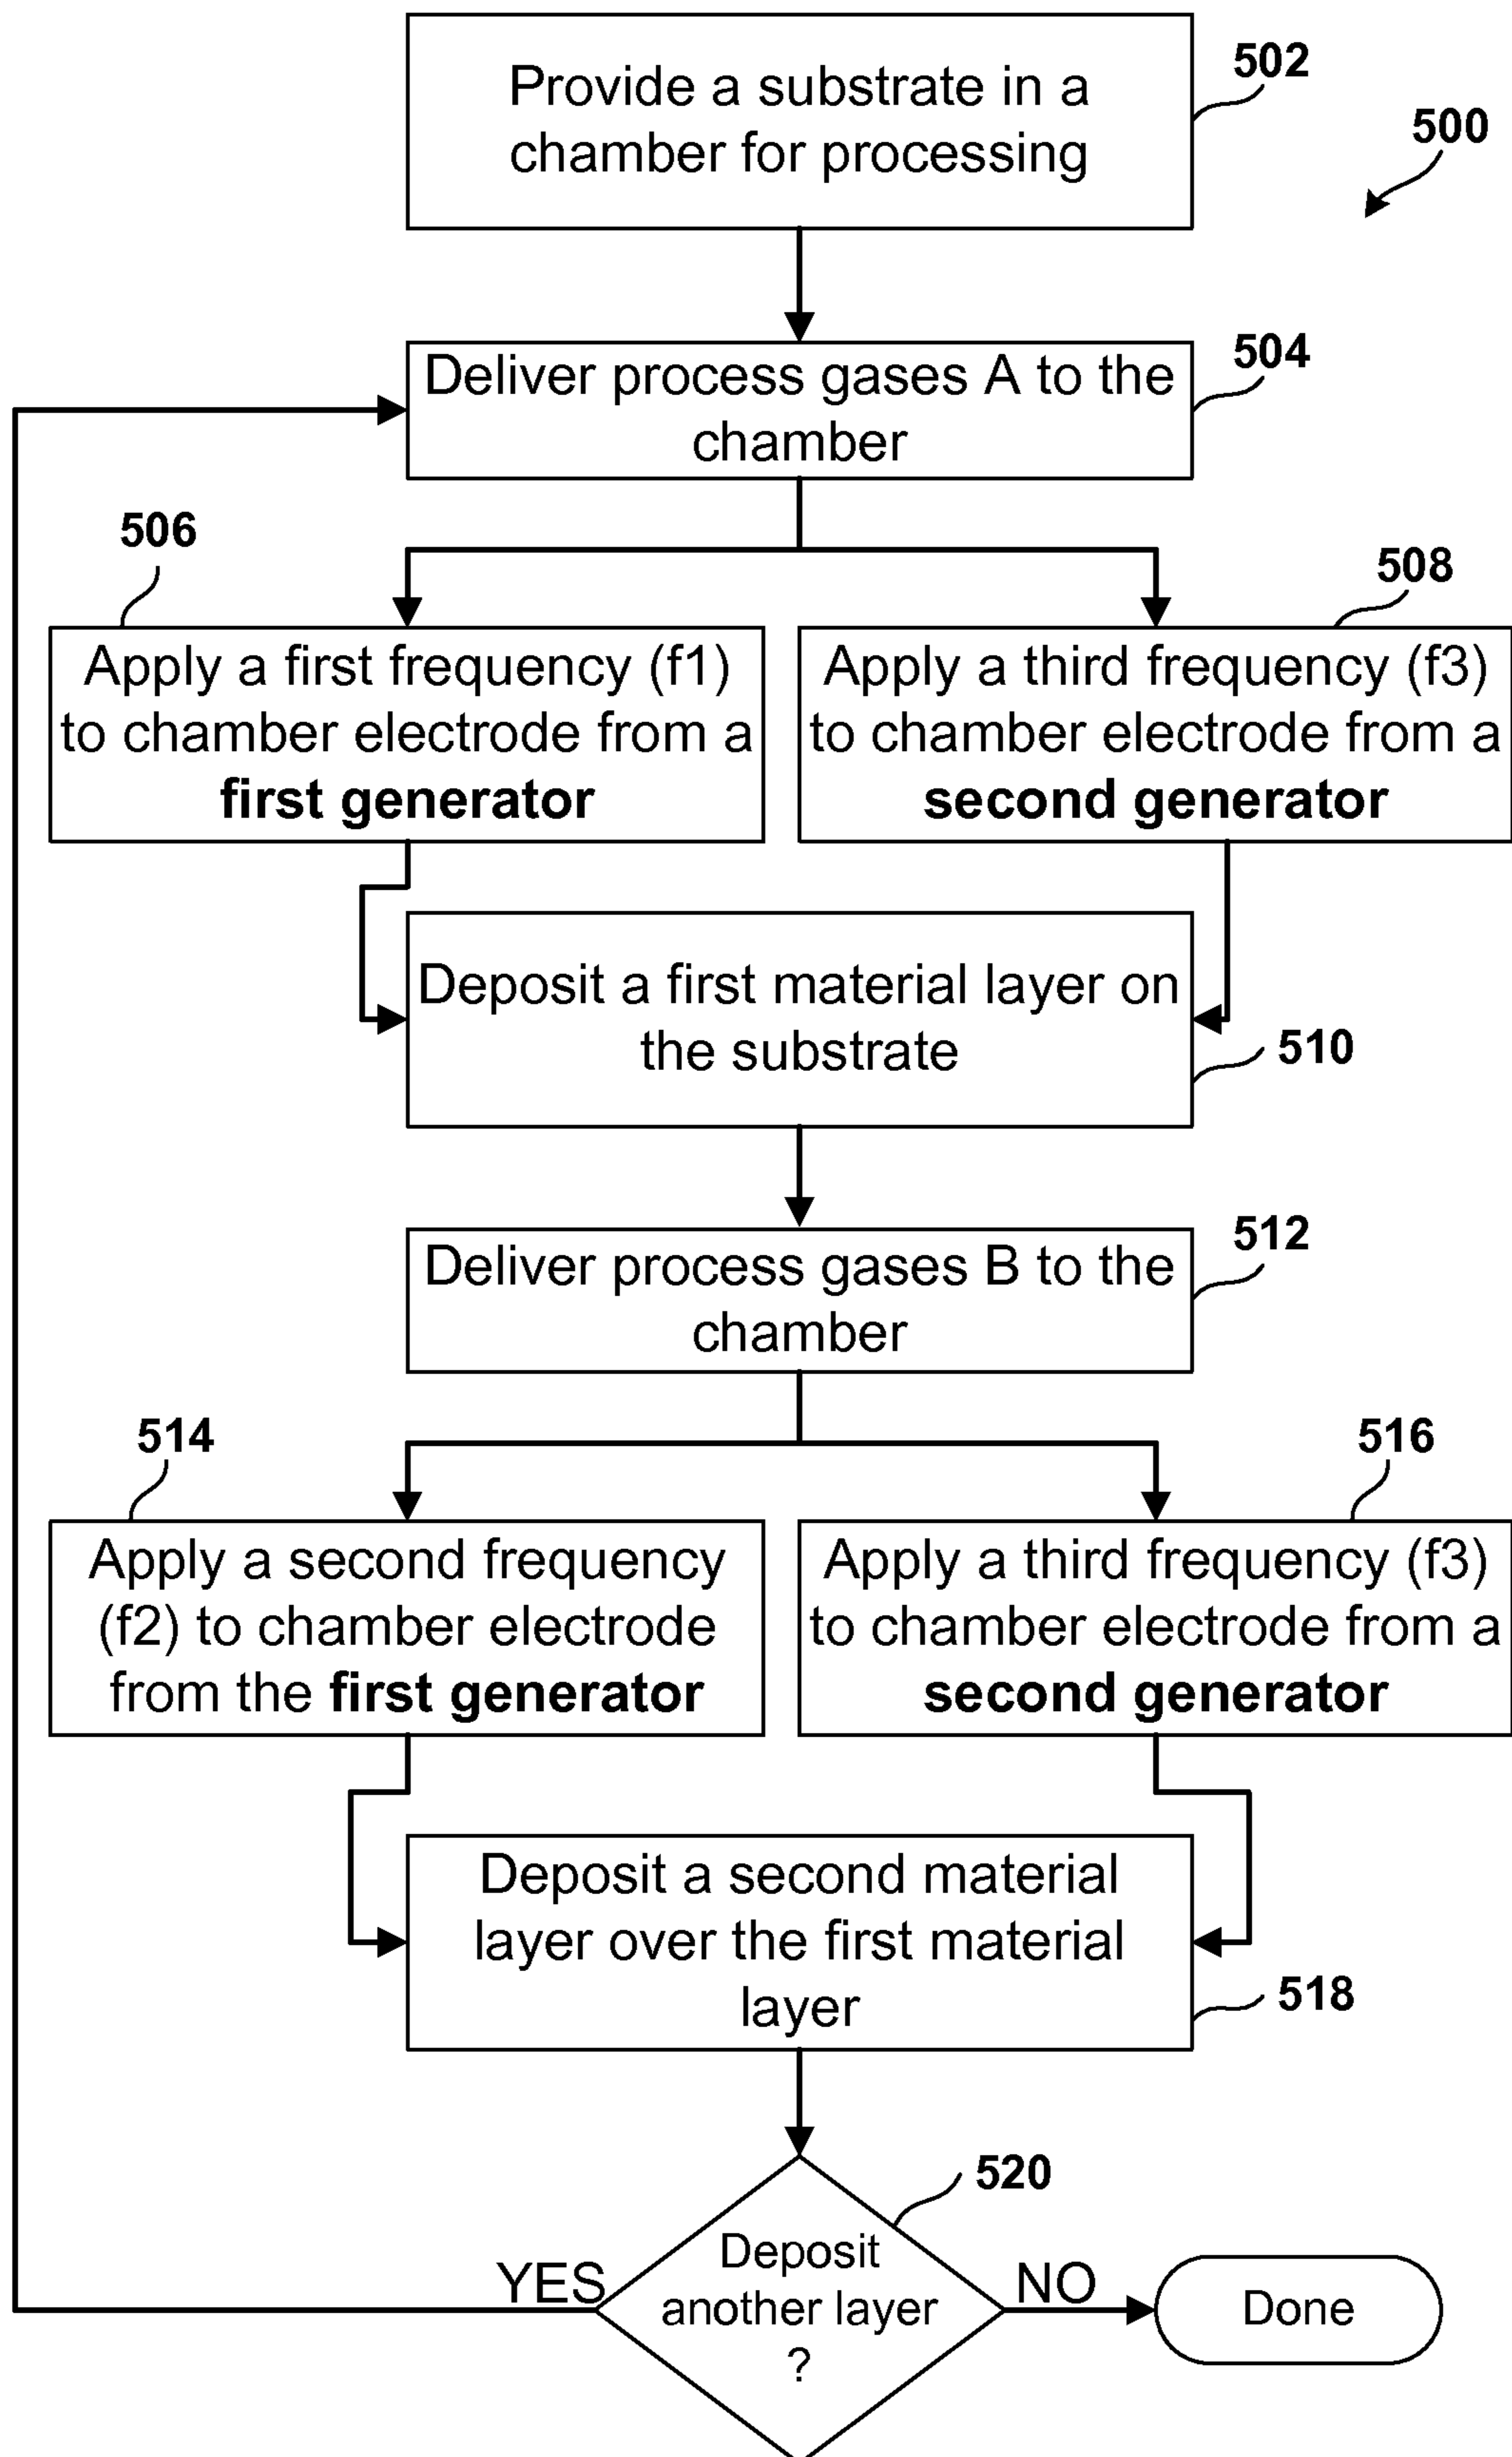 Provide a substrate in a
chamber for processing
502
500
Deliver process gases A to the
chamber
504
506
508
Apply a first frequency (f1)
to chamber electrode from a
first generator
Apply a third frequency (f3)
to chamber electrode from a
second generator
Deposit a first material layer on
the substrate
510
Deliver process gases B to the
chamber
512
514
516
Apply a second frequency
(f2) to chamber electrode
from the first generator
Apply a third frequency (f3)
to chamber electrode from a
second generator
Deposit a second material
layer over the first material
layer
518
520
Deposit
another layer
?
YES
NO
Done